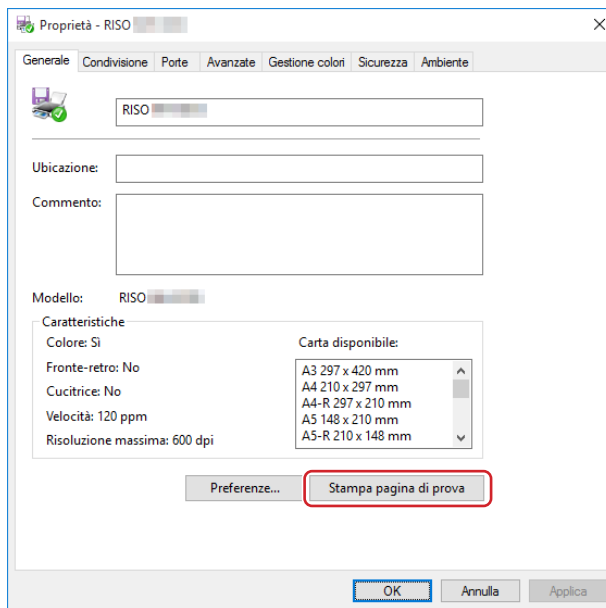 Proprietà - RISO
Generale Condivisione Porte Avanzate Gestione colori Sicurezza Ambiente
RISO
Ubicazione:
Commento:
Modello: RISO
Caratteristiche
Colore: Sì
Fronte-retro: No
Cucitrice: No
Velocità: 120 ppm
Risoluzione massima: 600 dpi
Carta disponibile:
A3 297 x 420 mm
A4 210 x 297 mm
A4-R 297 x 210 mm
A5 148 x 210 mm
A5-R 210 x 148 mm
Preferenze... Stampa pagina di prova
OK Annulla Applica